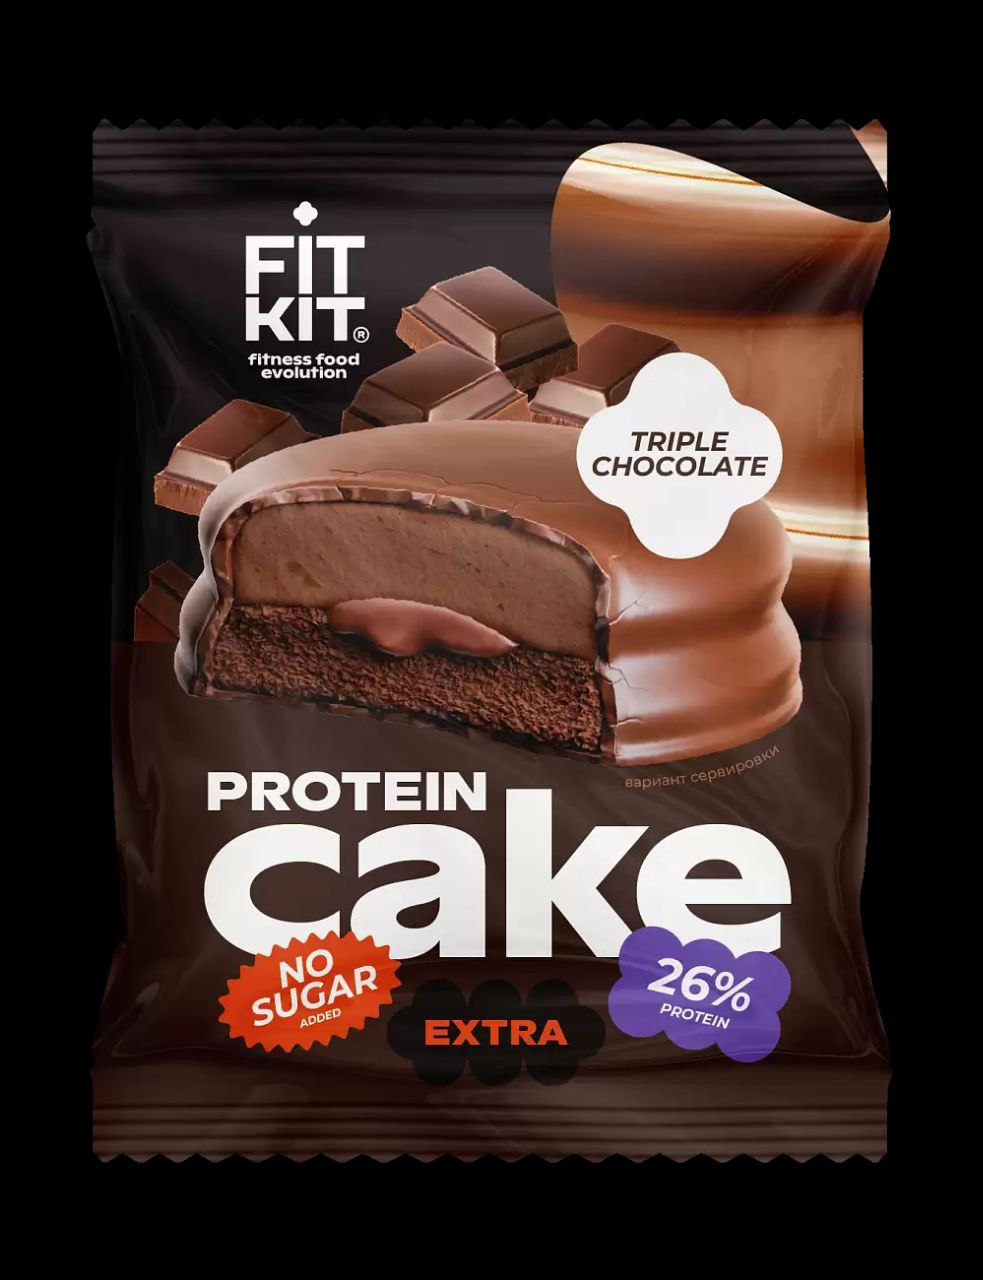 FIT
KIT®
fitness food
evolution
TRIPLE
CHOCOLATE
вариант сервировки
PROTEIN
cake
NO
SUGAR
ADDED
EXTRA
26%
PROTEIN